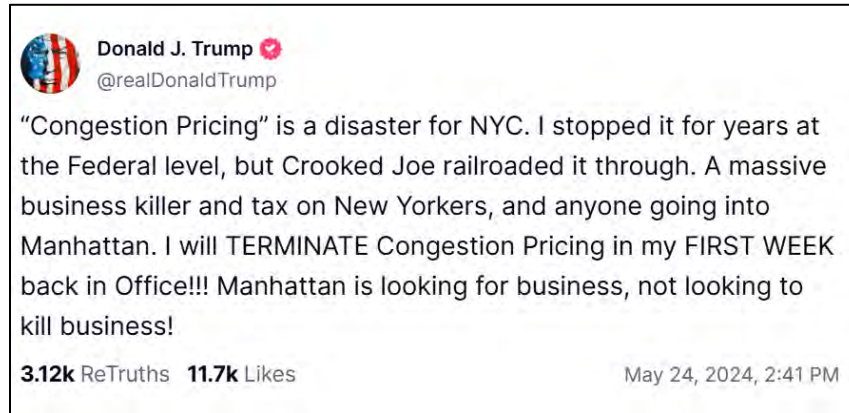 Donald J. Trump
@realDonaldTrump
“Congestion Pricing” is a disaster for NYC. I stopped it for years at
the Federal level, but Crooked Joe railroaded it through. A massive
business killer and tax on New Yorkers, and anyone going into
Manhattan. I will TERMINATE Congestion Pricing in my FIRST WEEK
back in Office!!! Manhattan is looking for business, not looking to
kill business!
3.12k ReTruths 11.7k Likes May 24, 2024, 2:41 PM